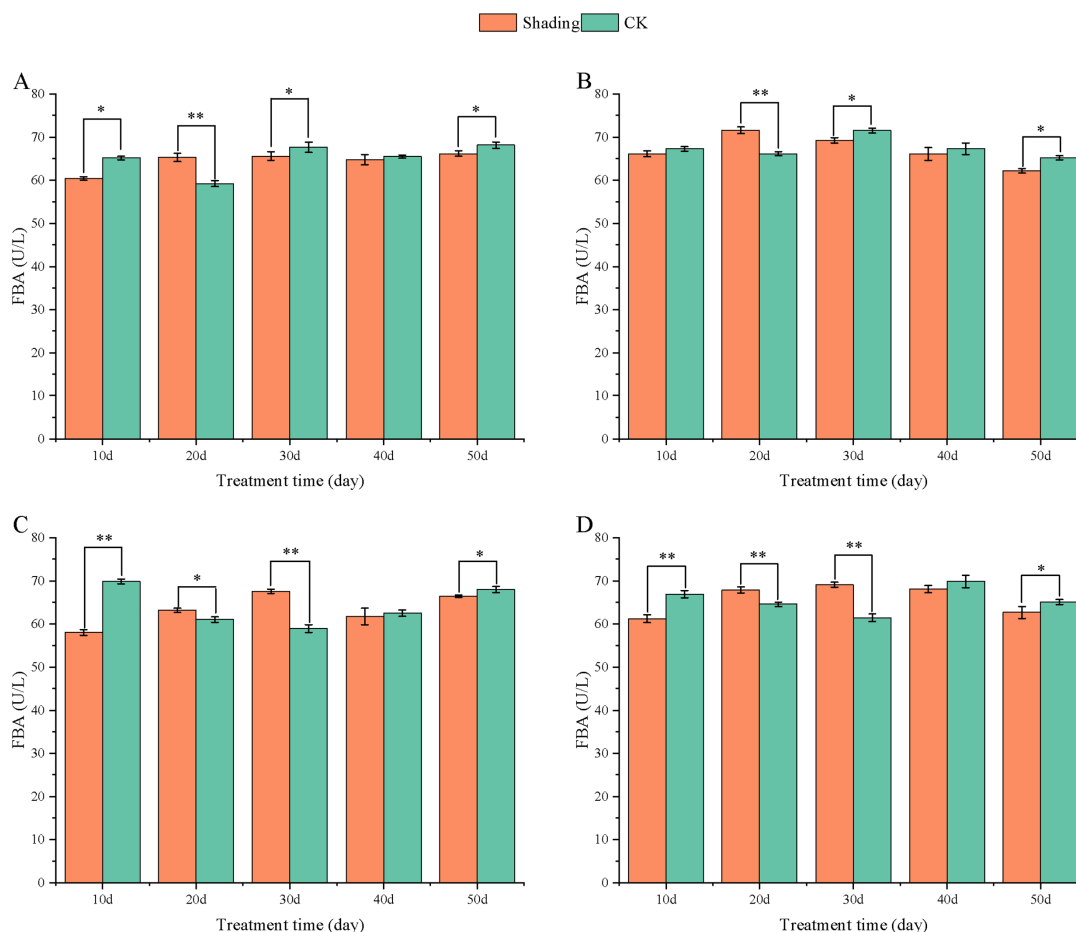 Shading CK
A
80
70
60
50
40
30
20
10
0
FBA (U/L)
* ** * *
10d 20d 30d 40d 50d
Treatment time (day)
B
80
70
60
50
40
30
20
10
0
FBA (U/L)
** * *
10d 20d 30d 40d 50d
Treatment time (day)
C
80
70
60
50
40
30
20
10
0
FBA (U/L)
** * ** *
10d 20d 30d 40d 50d
Treatment time (day)
D
80
70
60
50
40
30
20
10
0
FBA (U/L)
** ** ** *
10d 20d 30d 40d 50d
Treatment time (day)